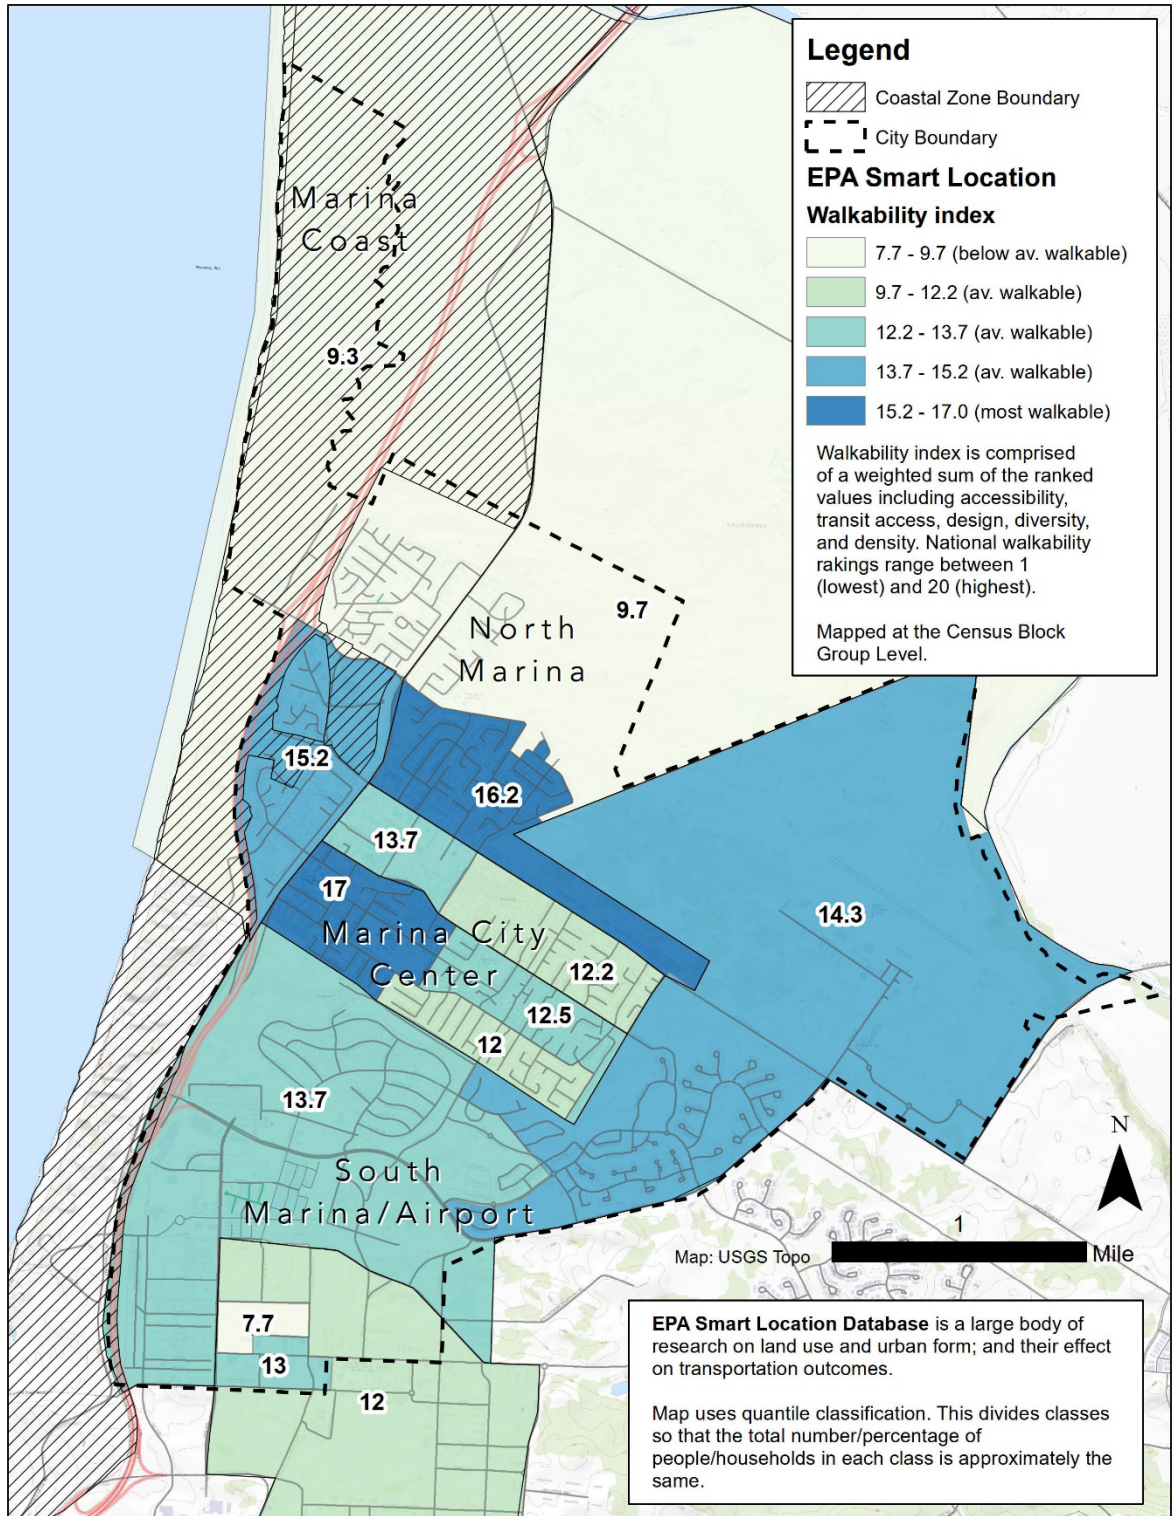 Legend
Coastal Zone Boundary
City Boundary
EPA Smart Location
Walkability index
7.7 - 9.7 (below av. walkable)
9.7 - 12.2 (av. walkable)
12.2 - 13.7 (av. walkable)
13.7 - 15.2 (av. walkable)
15.2 - 17.0 (most walkable)
Walkability index is comprised
of a weighted sum of the ranked
values including accessibility,
transit access, design, diversity,
and density. National walkability
rakings range between 1
(lowest) and 20 (highest).
Mapped at the Census Block
Group Level.
Marina
Coast
9.3
9.7
North
Marina
15.2
16.2
13.7
17
14.3
Marina City
Center
12.2
12.5
12
13.7
South
Marina/Airport
7.7
13
12
N
1
Mile
Map: USGS Topo
CALIFORNIA
EPA Smart Location Database is a large body of
research on land use and urban form; and their effect
on transportation outcomes.
Map uses quantile classification. This divides classes
so that the total number/percentage of
people/households in each class is approximately the
same.